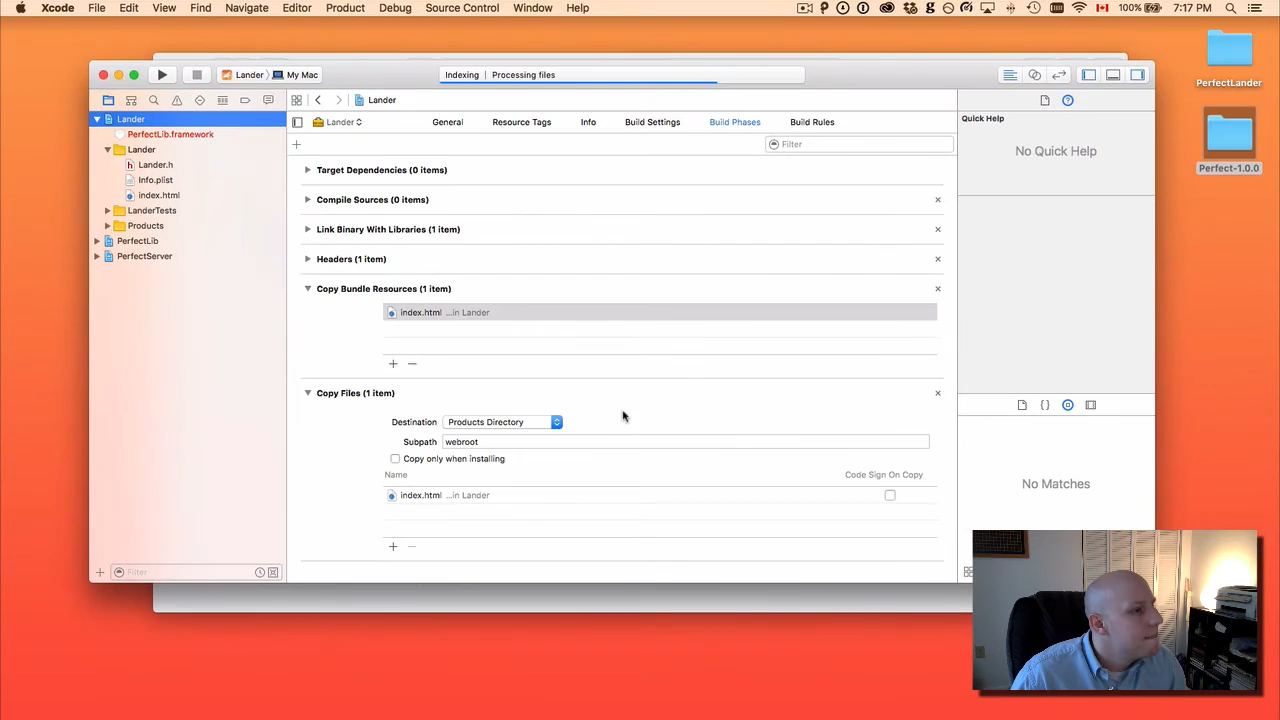 Xcode File Edit View Find Navigate Editor Product Debug Source Control Window Help 100% 7:17 PM
PerfectLander
Perfect-1.0.0
Lander My Mac
Indexing | Processing files
Lander
PerfectLib.framework
Lander
Lander.h
Info.plist
index.html
LanderTests
Products
PerfectLib
PerfectServer
Filter
Lander
Lander General Resource Tags Info Build Settings Build Phases Build Rules
Filter
Target Dependencies (0 items)
Compile Sources (0 items)
Link Binary With Libraries (1 item)
Headers (1 item)
Copy Bundle Resources (1 item)
index.html ...in Lander
Copy Files (1 item)
Destination Products Directory
Subpath webroot
Copy only when installing
Name Code Sign On Copy
index.html ...in Lander
Quick Help
No Quick Help
No Matches